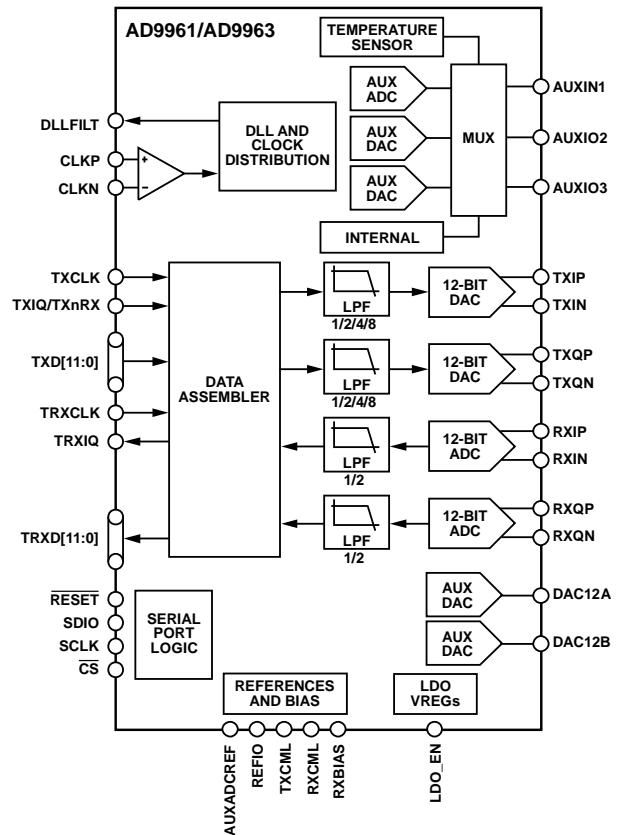 AD9961/AD9963
TEMPERATURE
SENSOR
AUX
ADC
AUX
DAC
AUX
DAC
MUX
INTERNAL
AUXIN1
AUXIO2
AUXIO3
DLLFILT
CLKP
CLKN
+
–
DLL AND
CLOCK
DISTRIBUTION
TXCLK
TXIQ/TXnRX
TXD[11:0]
TRXCLK
TRXIQ
TRXD[11:0]
DATA
ASSEMBLER
LPF
1/2/4/8
12-BIT
DAC
TXIP
TXIN
LPF
1/2/4/8
12-BIT
DAC
TXQP
TXQN
LPF
1/2
12-BIT
ADC
RXIP
RXIN
LPF
1/2
12-BIT
ADC
RXQP
RXQN
RESET
SDIO
SCLK
CS
SERIAL
PORT
LOGIC
AUX
DAC
DAC12A
AUX
DAC
DAC12B
REFERENCES
AND BIAS
LDO
VREGs
AUXADCREF
REFIO
TXCML
RXCML
RXBIAS
LDO_EN